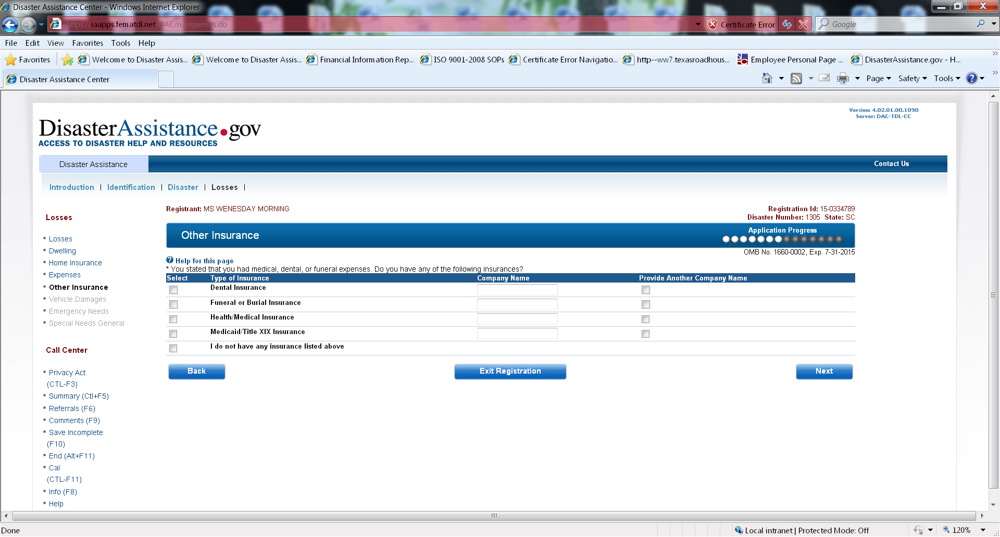 Disaster Assistance Center - Windows Internet Explorer
https://iaapps.fematdl.net/DAC/ri/expenses.do
Certificate Error
Google
File Edit View Favorites Tools Help
Favorites Welcome to Disaster Assis... Welcome to Disaster Assis... Financial Information Rep... ISO 9001-2008 SOPs Certificate Error Navigatio... http--ww7.texasroadhous... Employee Personal Page ... DisasterAssistance.gov - H...
Disaster Assistance Center
Page Safety Tools
Version: 4.02.01.00.1090
Server: DAC-TDL-CC
DisasterAssistance.gov
ACCESS TO DISASTER HELP AND RESOURCES
Disaster Assistance
Contact Us
Introduction | Identification | Disaster | Losses |
Registrant: MS WENESDAY MORNING
Registration Id: 15-0334789
Disaster Number: 1305 State: SC
Losses
Losses
Dwelling
Home Insurance
Expenses
Other Insurance
Vehicle Damages
Emergency Needs
Special Needs General
Call Center
Privacy Act
(CTL-F3)
Summary (Ctl+F5)
Referrals (F6)
Comments (F9)
Save Incomplete
(F10)
End (Alt+F11)
Cal
(CTL-F11)
Info (F8)
Help
Other Insurance
Application Progress
OMB No. 1660-0002, Exp. 7-31-2015
Help for this page
* You stated that you had medical, dental, or funeral expenses. Do you have any of the following insurances?
Select Type of Insurance Company Name Provide Another Company Name
Dental Insurance
Funeral or Burial Insurance
Health/Medical Insurance
Medicaid/Title XIX Insurance
I do not have any insurance listed above
Back
Exit Registration
Next
Done
Local intranet | Protected Mode: Off
120%